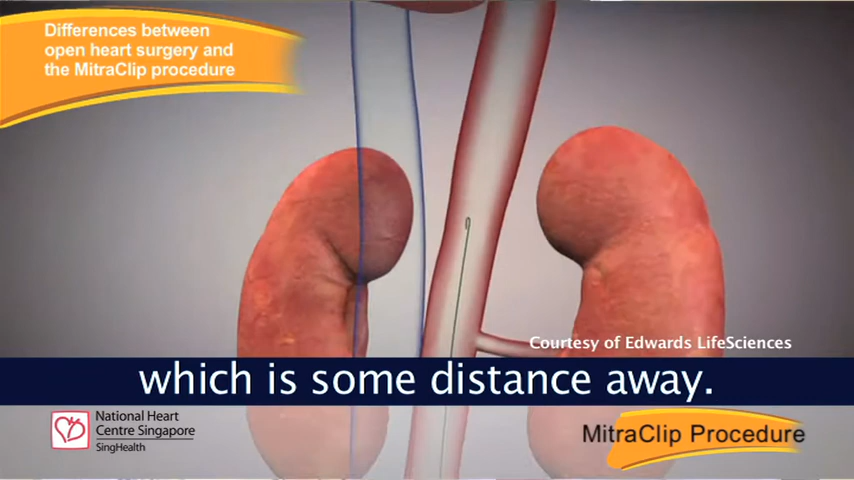 Differences between
open heart surgery and
the MitraClip procedure
Courtesy of Edwards LifeSciences
which is some distance away.
National Heart
Centre Singapore
SingHealth
MitraClip Procedure